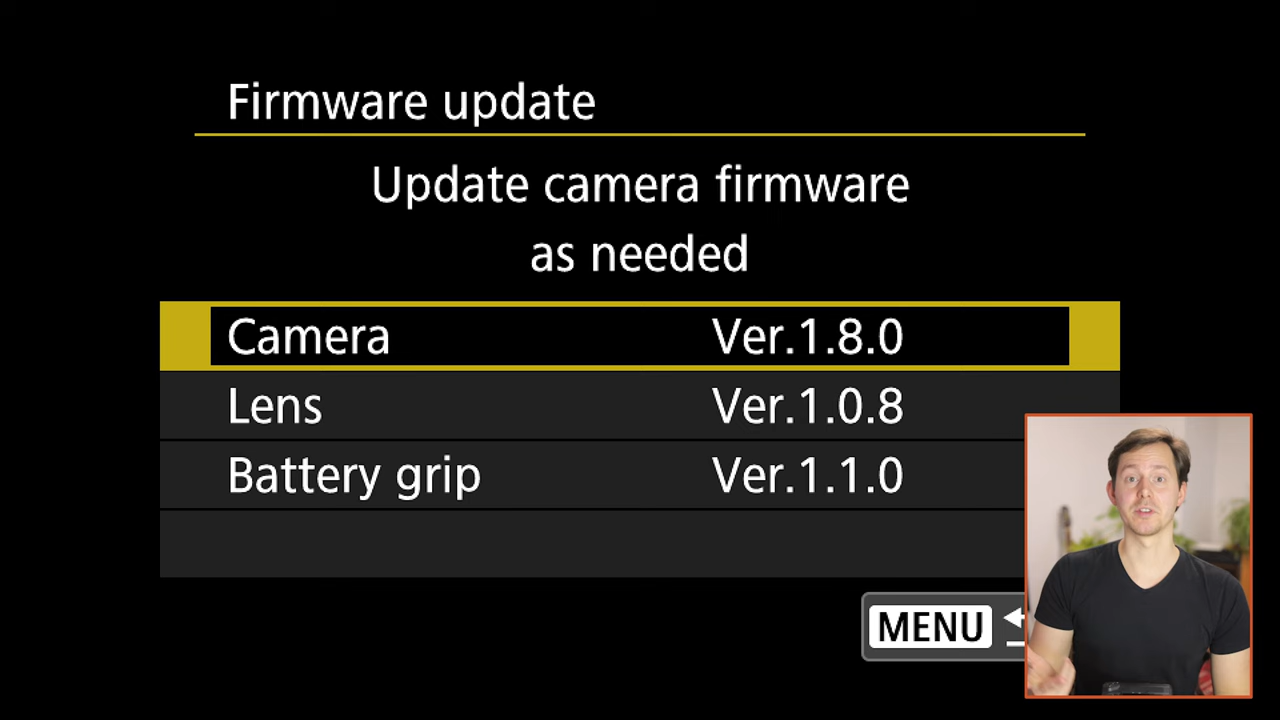 Firmware update
Update camera firmware
as needed
Camera Ver.1.8.0
Lens Ver.1.0.8
Battery grip Ver.1.1.0
MENU